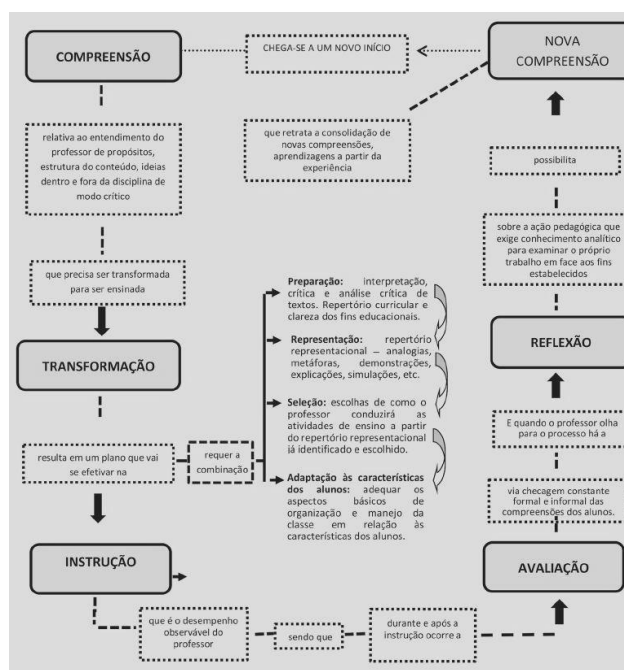 COMPREENSÃO
CHEGA-SE A UM NOVO INÍCIO
NOVA
COMPREENSÃO
relativa ao entendimento do
professor de propósitos,
estrutura do conteúdo, ideias
dentro e fora da disciplina de
modo crítico
que retrata a consolidação de
novas compreensões,
aprendizagens a partir da
experiência
possibilita
que precisa ser transformada
para ser ensinada
sobre a ação pedagógica que
exige conhecimento analítico
para examinar o próprio
trabalho em face aos fins
estabelecidos
TRANSFORMAÇÃO
Preparação: interpretação,
crítica e análise crítica de
textos. Repertório curricular e
clareza dos fins educacionais.
Representação: repertório
representacional – analogias,
metáforas, demonstrações,
explicações, simulações, etc.
Seleção: escolhas de como o
professor conduzirá as
atividades de ensino a partir
do repertório representacional
já identificado e escolhido.
Adaptação às características
dos alunos: adequar os
aspectos básicos de
organização e manejo da
classe em relação às
características dos alunos.
REFLEXÃO
resulta em um plano que vai
se efetivar na
requer a
combinação
E quando o professor olha
para o processo há a
via checagem constante
formal e informal das
compreensões dos alunos.
INSTRUÇÃO
AVALIAÇÃO
que é o desempenho
observável do
professor
sendo que
durante e após a
instrução ocorre a